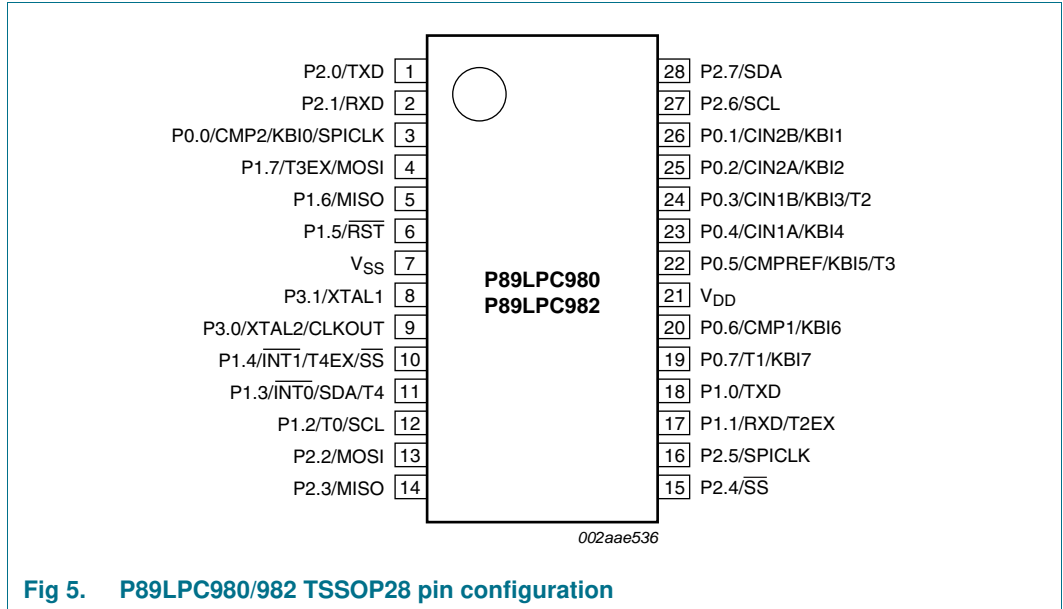 P2.0/TXD 1
P2.1/RXD 2
P0.0/CMP2/KBI0/SPICLK 3
P1.7/T3EX/MOSI 4
P1.6/MISO 5
P1.5/R̅S̅T̅ 6
VSS 7
P3.1/XTAL1 8
P3.0/XTAL2/CLKOUT 9
P1.4/I̅N̅T̅1̅/T4EX/S̅S̅ 10
P1.3/I̅N̅T̅0̅/SDA/T4 11
P1.2/T0/SCL 12
P2.2/MOSI 13
P2.3/MISO 14
P89LPC980
P89LPC982
28 P2.7/SDA
27 P2.6/SCL
26 P0.1/CIN2B/KBI1
25 P0.2/CIN2A/KBI2
24 P0.3/CIN1B/KBI3/T2
23 P0.4/CIN1A/KBI4
22 P0.5/CMPREF/KBI5/T3
21 VDD
20 P0.6/CMP1/KBI6
19 P0.7/T1/KBI7
18 P1.0/TXD
17 P1.1/RXD/T2EX
16 P2.5/SPICLK
15 P2.4/S̅S̅
002aae536
Fig 5. P89LPC980/982 TSSOP28 pin configuration